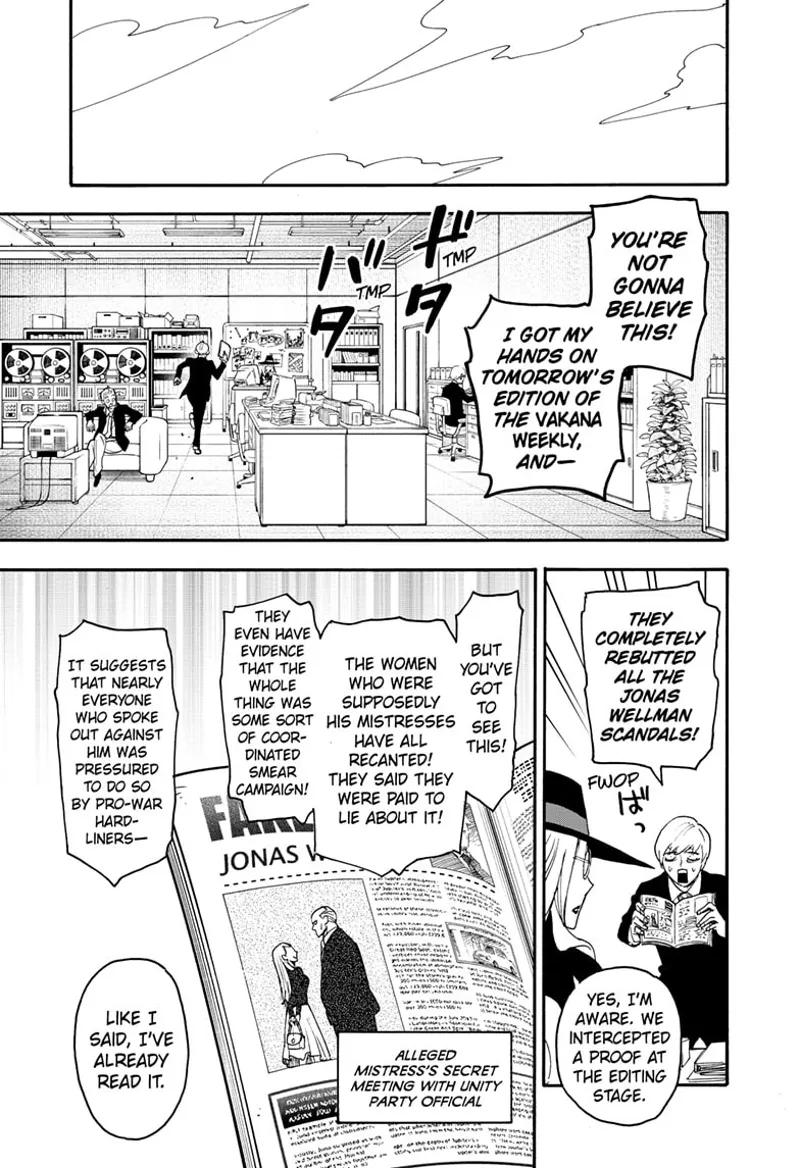 YOU'RE
NOT
GONNA
BELIEVE
THIS!
I GOT MY
HANDS ON
TOMORROW'S
EDITION OF
THE VAKANA
WEEKLY,
AND—
バタ
TMP
バタ
TMP
THEY
COMPLETELY
REBUTTED
ALL THE
JONAS
WELLMAN
SCANDALS!
FWOP
ばっ
YES, I'M
AWARE. WE
INTERCEPTED
A PROOF AT
THE EDITING
STAGE.
BUT
YOU'VE
GOT
TO
SEE
THIS!
THE WOMEN
WHO WERE
SUPPOSEDLY
HIS MISTRESSES
HAVE ALL
RECANTED!
THEY SAID THEY
WERE PAID TO
LIE ABOUT IT!
THEY
EVEN HAVE
EVIDENCE
THAT THE
WHOLE
THING WAS
SOME SORT
OF COOR-
DINATED
SMEAR
CAMPAIGN!
IT SUGGESTS
THAT NEARLY
EVERYONE
WHO SPOKE
OUT AGAINST
HIM WAS
PRESSURED
TO DO SO
BY PRO-WAR
HARD-
LINERS—
JONAS W
ALLEGED
MISTRESS'S SECRET
MEETING WITH UNITY
PARTY OFFICIAL
LIKE I
SAID, I'VE
ALREADY
READ IT.